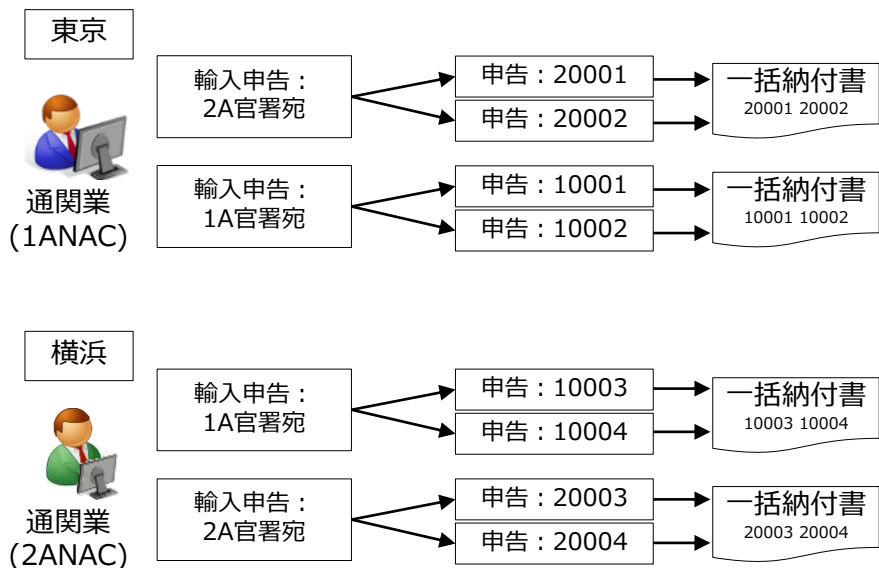 東京
通関業
(1ANAC)
輸入申告：
2A官署宛
申告：20001
申告：20002
一括納付書
20001 20002
輸入申告：
1A官署宛
申告：10001
申告：10002
一括納付書
10001 10002
横浜
通関業
(2ANAC)
輸入申告：
1A官署宛
申告：10003
申告：10004
一括納付書
10003 10004
輸入申告：
2A官署宛
申告：20003
申告：20004
一括納付書
20003 20004